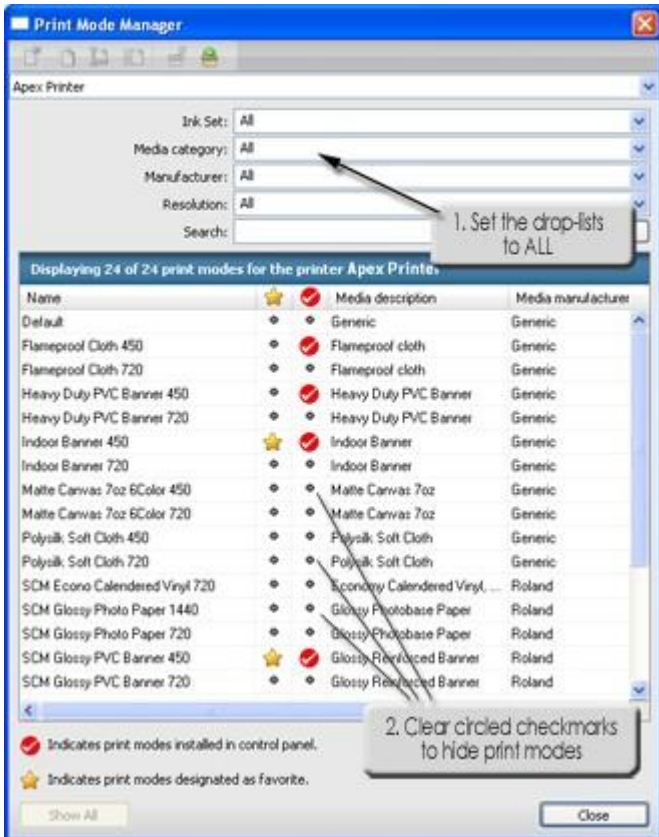 Print Mode Manager
Apex Printer
Ink Set: All
Media category: All
Manufacturer: All
Resolution: All
Search:
1. Set the drop-lists
to ALL
Displaying 24 of 24 print modes for the printer Apex Printer
Name Media description Media manufacturer
Default Generic Generic
Flameproof Cloth 450 Flameproof cloth Generic
Flameproof Cloth 720 Flameproof cloth Generic
Heavy Duty PVC Banner 450 Heavy Duty PVC Banner Generic
Heavy Duty PVC Banner 720 Heavy Duty PVC Banner Generic
Indoor Banner 450 Indoor Banner Generic
Indoor Banner 720 Indoor Banner Generic
Matte Canvas 7oz 6Color 450 Matte Canvas 7oz Generic
Matte Canvas 7oz 6Color 720 Matte Canvas 7oz Generic
Polysilk Soft Cloth 450 Polysilk Soft Cloth Generic
Polysilk Soft Cloth 720 Polysilk Soft Cloth Generic
SCM Econo Calendered Vinyl 720 Economy Calendered Vinyl, ... Roland
SCM Glossy Photo Paper 1440 Glossy Photobase Paper Roland
SCM Glossy Photo Paper 720 Glossy Photobase Paper Roland
SCM Glossy PVC Banner 450 Glossy Reinforced Banner Roland
SCM Glossy PVC Banner 720 Glossy Reinforced Banner Roland
2. Clear circled checkmarks
to hide print modes
Indicates print modes installed in control panel.
Indicates print modes designated as favorite.
Show All Close